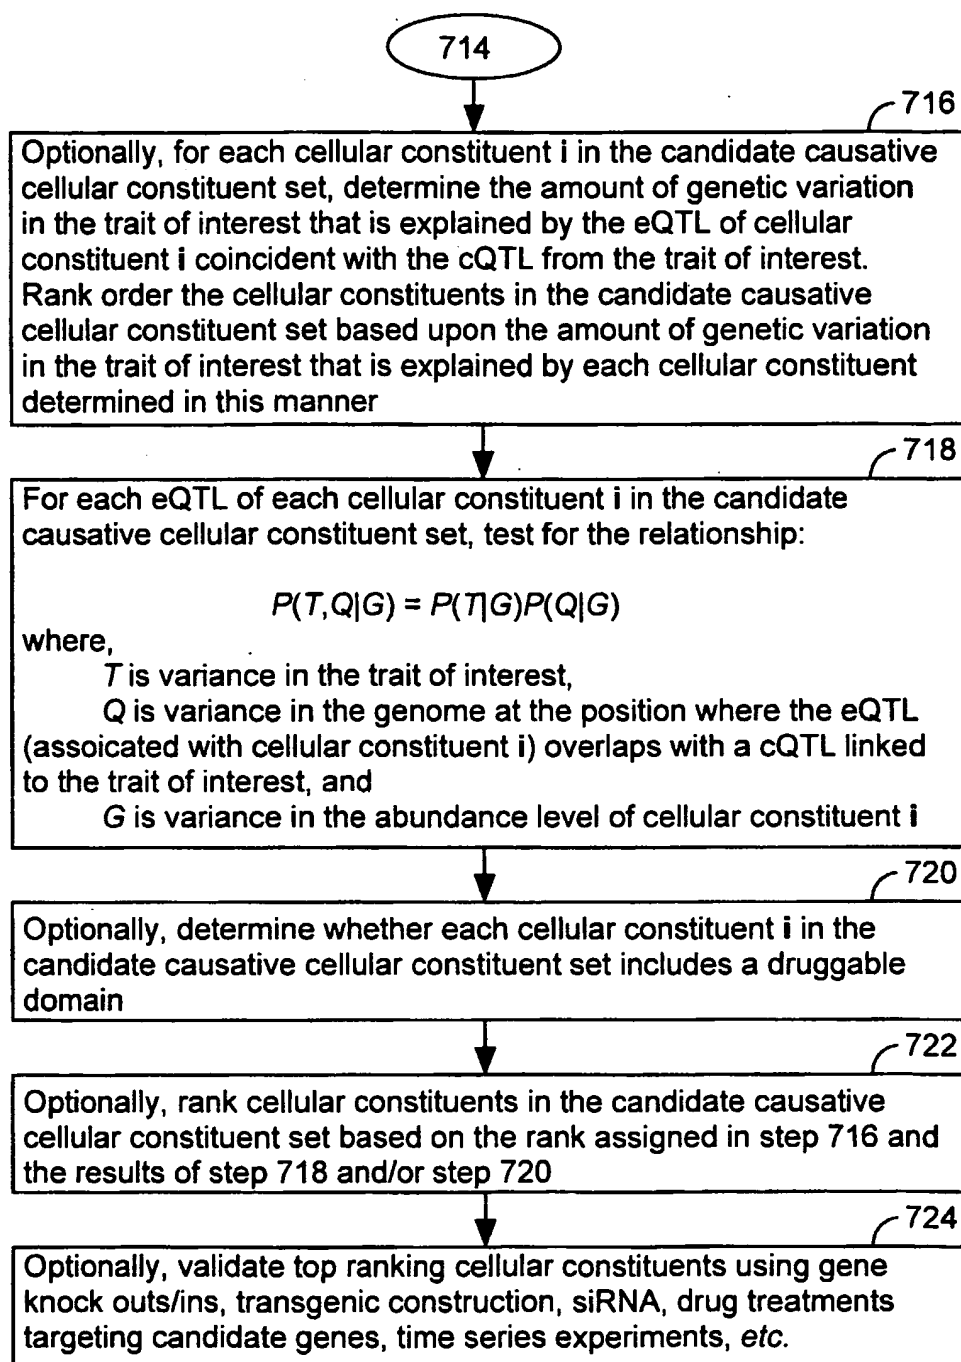 714
716
Optionally, for each cellular constituent i in the candidate causative
cellular constituent set, determine the amount of genetic variation
in the trait of interest that is explained by the eQTL of cellular
constituent i coincident with the cQTL from the trait of interest.
Rank order the cellular constituents in the candidate causative
cellular constituent set based upon the amount of genetic variation
in the trait of interest that is explained by each cellular constituent
determined in this manner
718
For each eQTL of each cellular constituent i in the candidate
causative cellular constituent set, test for the relationship:
P(T,Q|G) = P(T|G)P(Q|G)
where,
T is variance in the trait of interest,
Q is variance in the genome at the position where the eQTL
(assoicated with cellular constituent i) overlaps with a cQTL linked
to the trait of interest, and
G is variance in the abundance level of cellular constituent i
720
Optionally, determine whether each cellular constituent i in the
candidate causative cellular constituent set includes a druggable
domain
722
Optionally, rank cellular constituents in the candidate causative
cellular constituent set based on the rank assigned in step 716 and
the results of step 718 and/or step 720
724
Optionally, validate top ranking cellular constituents using gene
knock outs/ins, transgenic construction, siRNA, drug treatments
targeting candidate genes, time series experiments, etc.